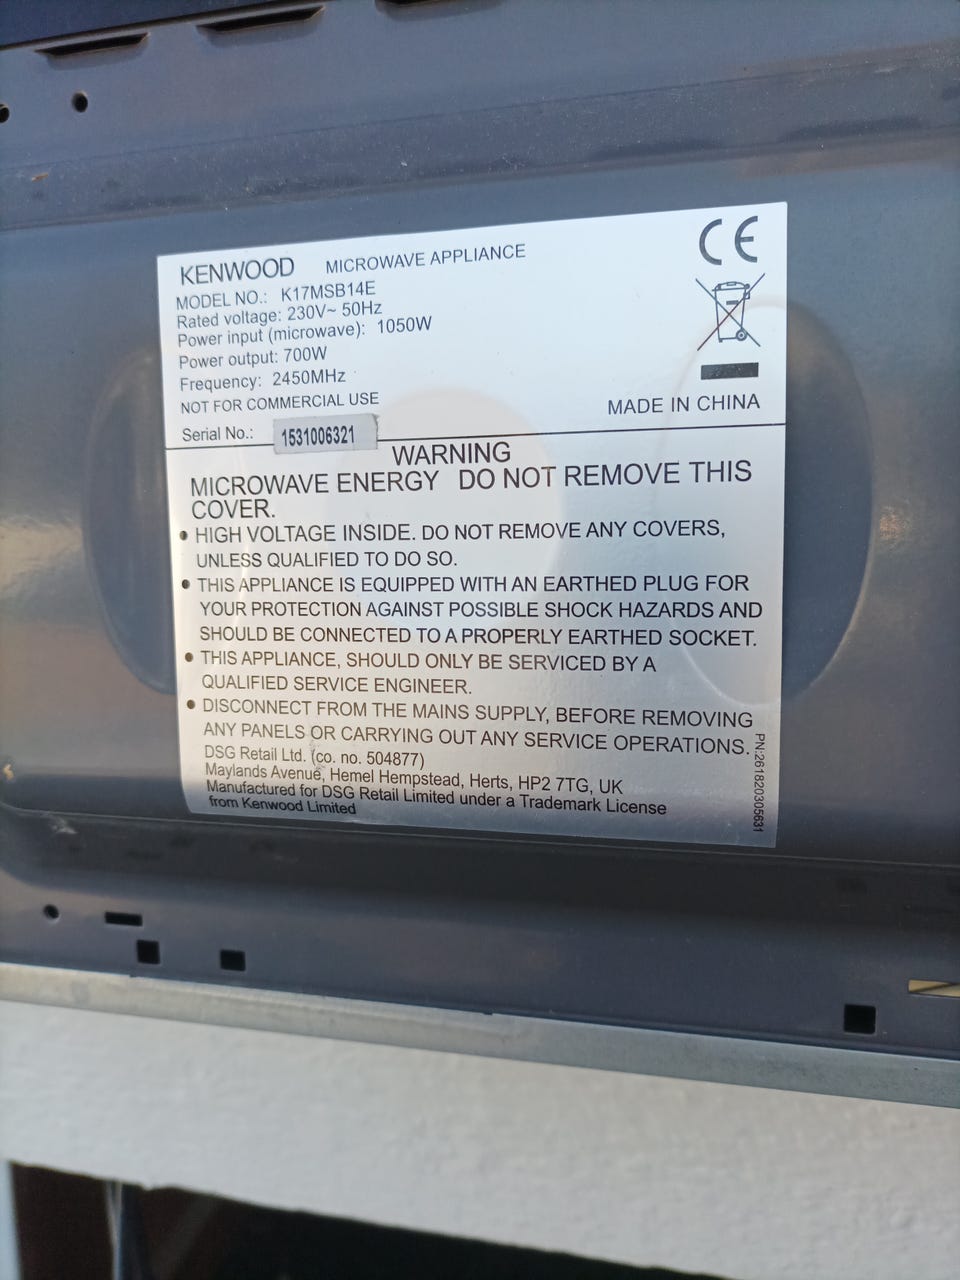 KENWOOD MICROWAVE APPLIANCE
CE
MODEL NO.: K17MSB14E
Rated voltage: 230V~ 50Hz
Power input (microwave): 1050W
Power output: 700W
Frequency: 2450MHz
NOT FOR COMMERCIAL USE
MADE IN CHINA
Serial No.: 1531006321
WARNING
MICROWAVE ENERGY DO NOT REMOVE THIS
COVER.
• HIGH VOLTAGE INSIDE. DO NOT REMOVE ANY COVERS,
UNLESS QUALIFIED TO DO SO.
• THIS APPLIANCE IS EQUIPPED WITH AN EARTHED PLUG FOR
YOUR PROTECTION AGAINST POSSIBLE SHOCK HAZARDS AND
SHOULD BE CONNECTED TO A PROPERLY EARTHED SOCKET.
• THIS APPLIANCE, SHOULD ONLY BE SERVICED BY A
QUALIFIED SERVICE ENGINEER.
• DISCONNECT FROM THE MAINS SUPPLY, BEFORE REMOVING
ANY PANELS OR CARRYING OUT ANY SERVICE OPERATIONS.
DSG Retail Ltd. (co. no. 504877)
Maylands Avenue, Hemel Hempstead, Herts, HP2 7TG, UK
Manufactured for DSG Retail Limited under a Trademark License
from Kenwood Limited
PN:261820305631